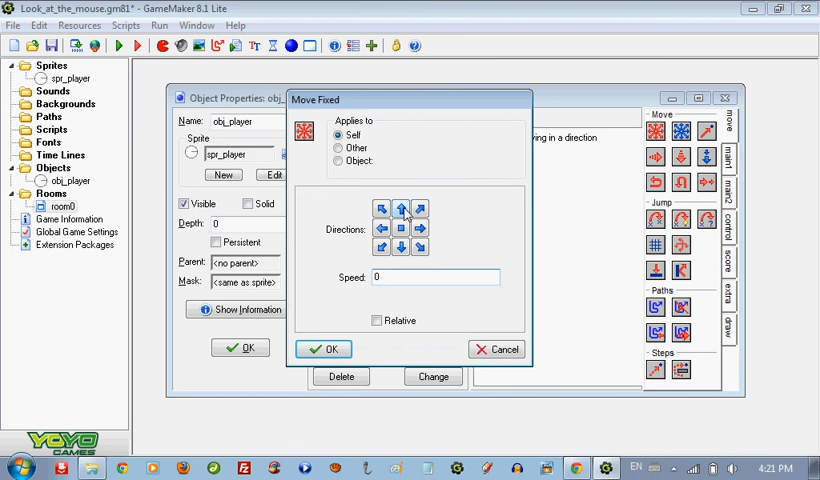 Look_at_the_mouse.gm81* - GameMaker 8.1 Lite
File Edit Resources Scripts Run Window Help
Sprites
spr_player
Sounds
Backgrounds
Paths
Scripts
Fonts
Time Lines
Objects
obj_player
Rooms
room0
Game Information
Global Game Settings
Extension Packages
YOYO
GAMES
Object Properties: obj_
Name: obj_player
Sprite
spr_player
New Edit
Visible Solid
Depth: 0
Persistent
Parent: <no parent>
Mask: <same as sprite>
Show Information
OK
Move Fixed
Applies to
Self
Other
Object:
Directions:
Speed: 0
Relative
OK Cancel
Delete Change
ving in a direction
Move
Jump
Paths
Steps
move
main1
main2
control
score
extra
draw
EN 4:21 PM